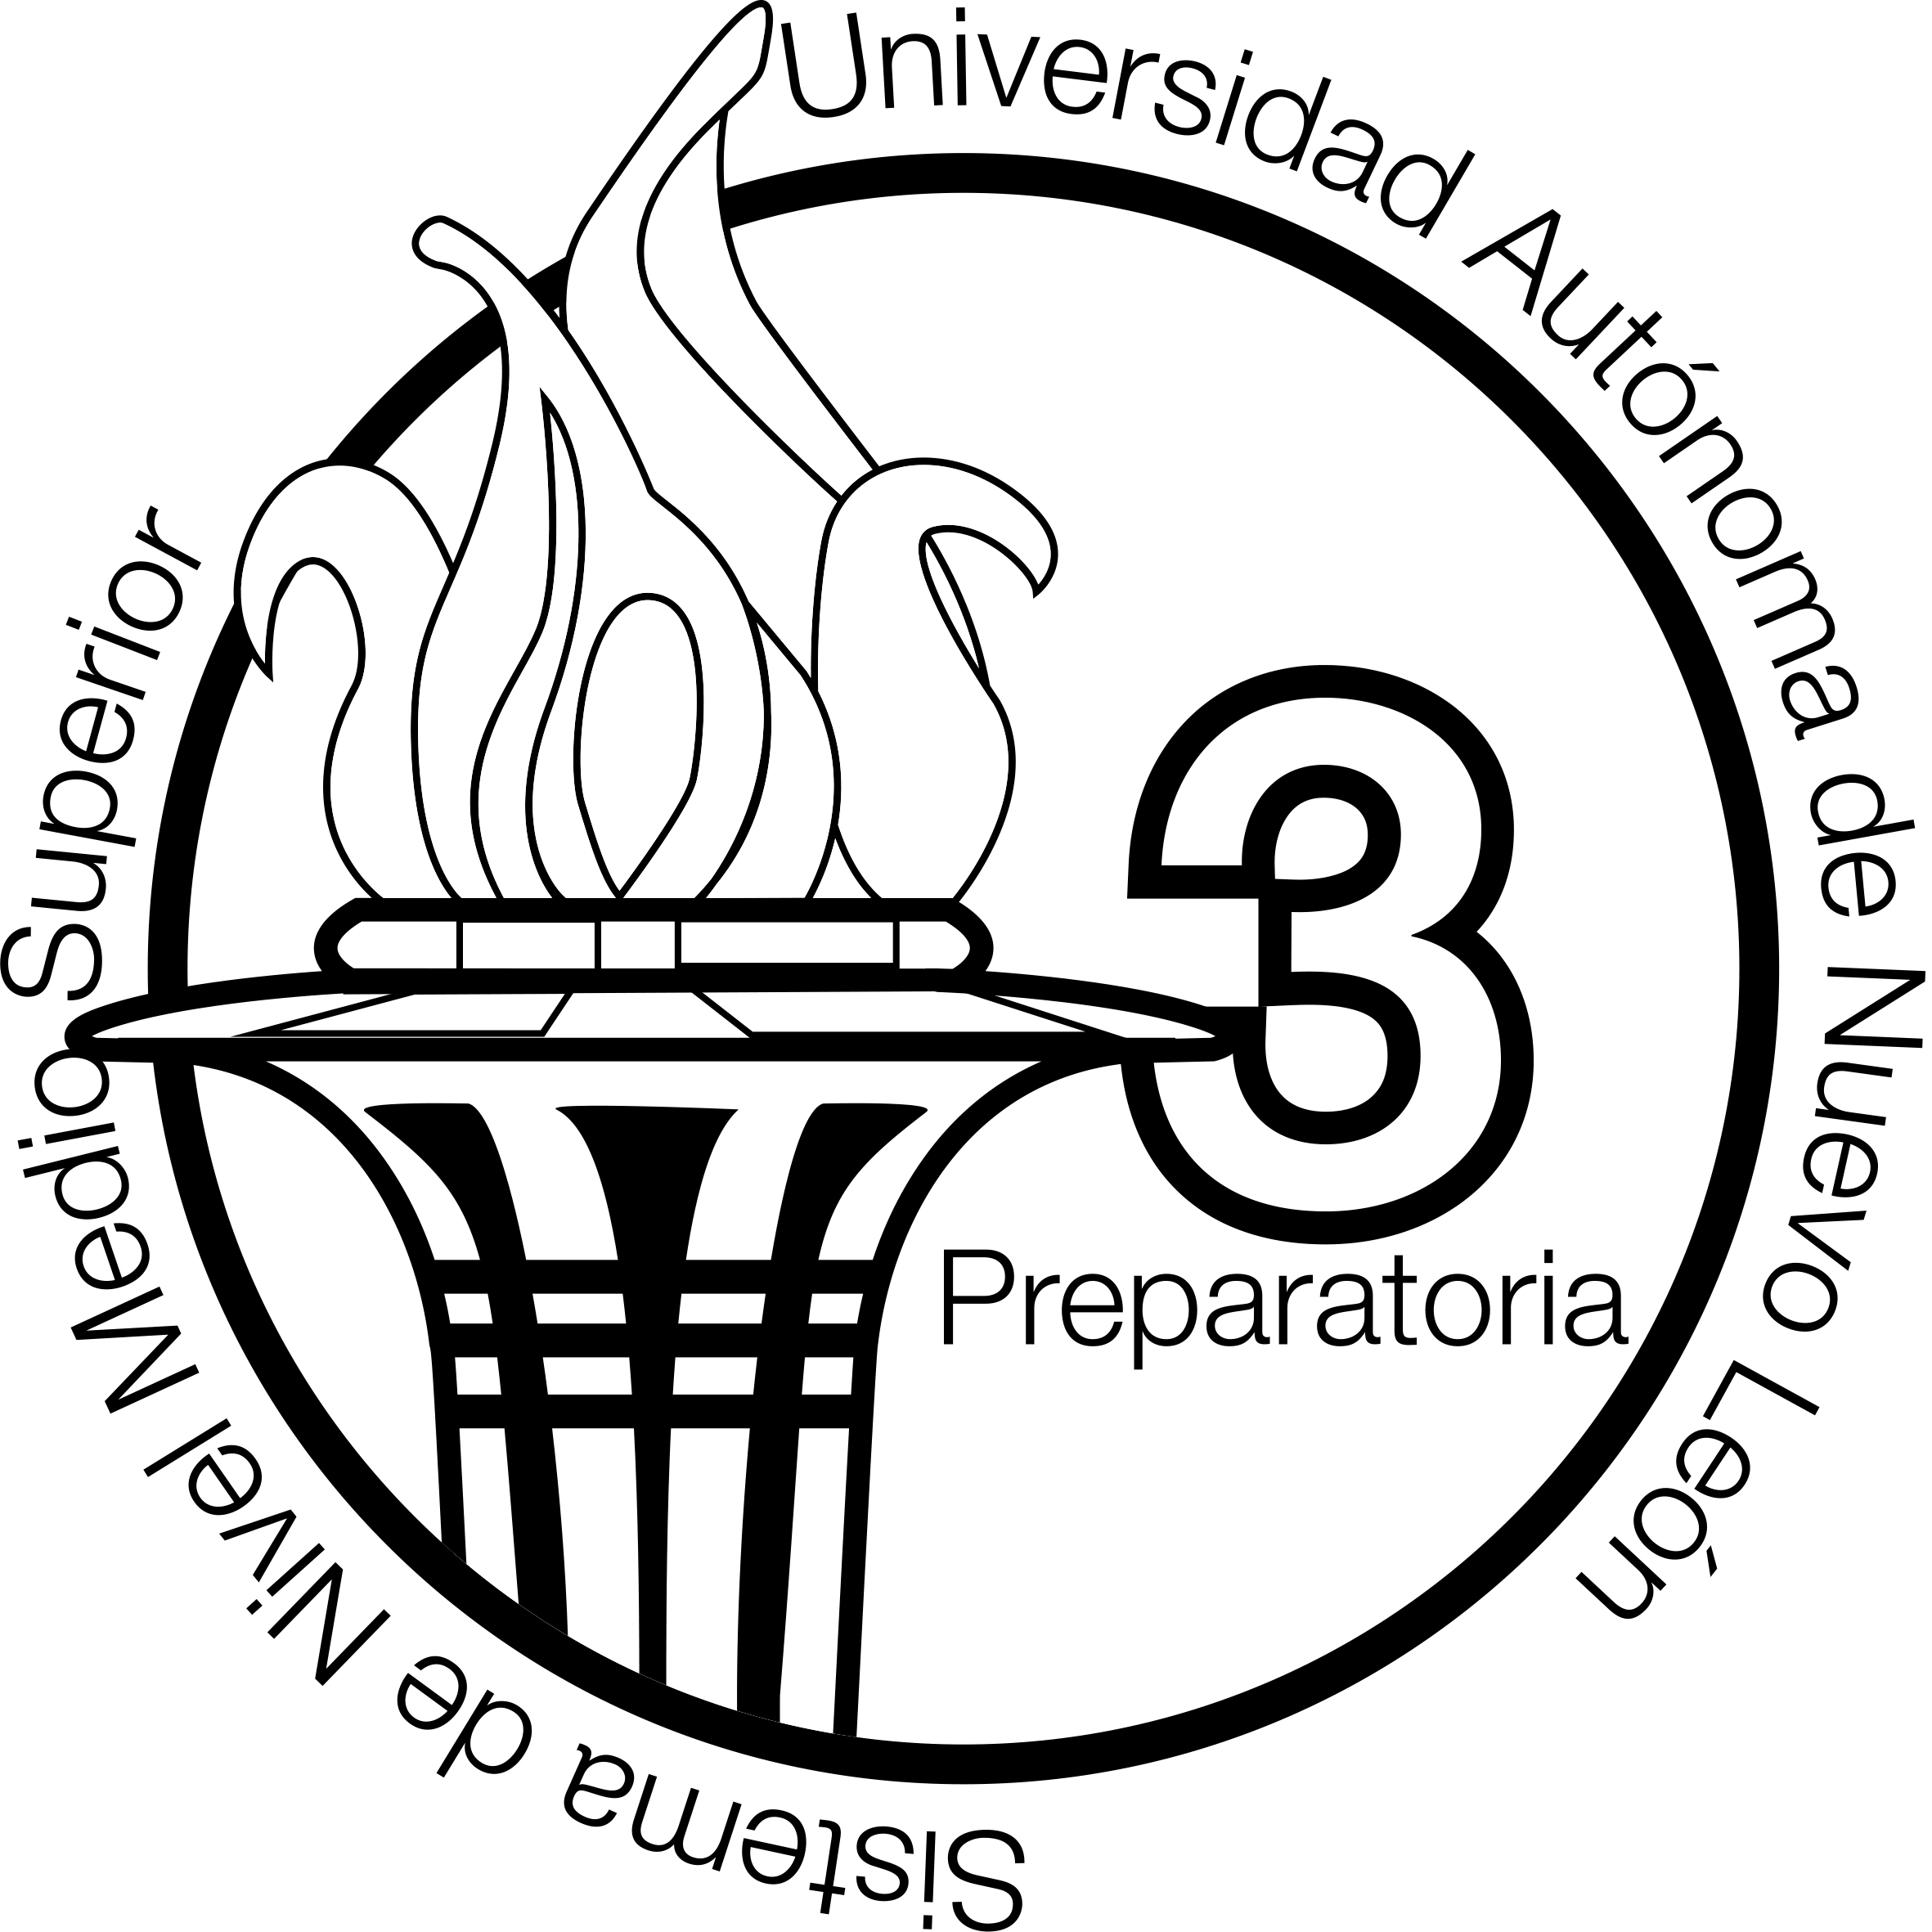 Universidad Autónoma de Nuevo León
Sistema de Nivel Medio Superior
3
Preparatoria